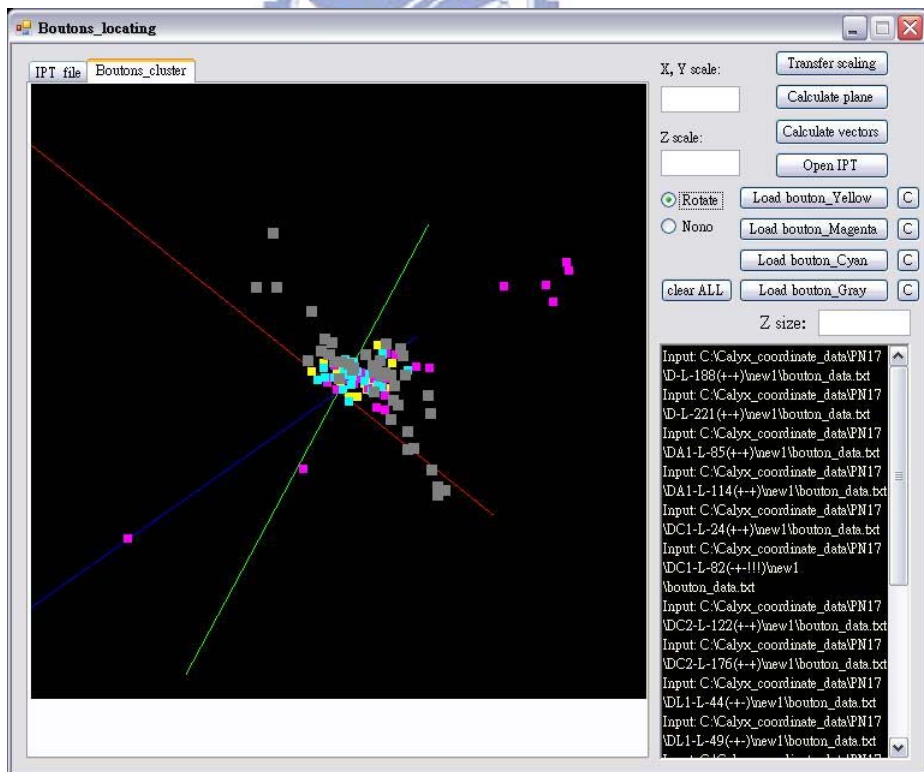 Boutons_locating
IPT file
Boutons_cluster
X, Y scale:
Transfer scaling
Calculate plane
Z scale:
Calculate vectors
Open IPT
Rotate
Load bouton_Yellow
C
Nono
Load bouton_Magenta
C
Load bouton_Cyan
C
clear ALL
Load bouton_Gray
C
Z size:
Input: C:\Calyx_coordinate_data\PN17
\D-L-188(+-+)\new1\bouton_data.txt
Input: C:\Calyx_coordinate_data\PN17
\D-L-221(+-+)\new1\bouton_data.txt
Input: C:\Calyx_coordinate_data\PN17
\DA1-L-85(+-+)\new1\bouton_data.txt
Input: C:\Calyx_coordinate_data\PN17
\DA1-L-114(+-+)\new1\bouton_data.txt
Input: C:\Calyx_coordinate_data\PN17
\DC1-L-24(+-+)\new1\bouton_data.txt
Input: C:\Calyx_coordinate_data\PN17
\DC1-L-82(-+-!!!)\new1
\bouton_data.txt
Input: C:\Calyx_coordinate_data\PN17
\DC2-L-122(+-+)\new1\bouton_data.txt
Input: C:\Calyx_coordinate_data\PN17
\DC2-L-176(+-+)\new1\bouton_data.txt
Input: C:\Calyx_coordinate_data\PN17
\DL1-L-44(+-+)\new1\bouton_data.txt
Input: C:\Calyx_coordinate_data\PN17
\DL1-L-49(-+-)\new1\bouton_data.txt